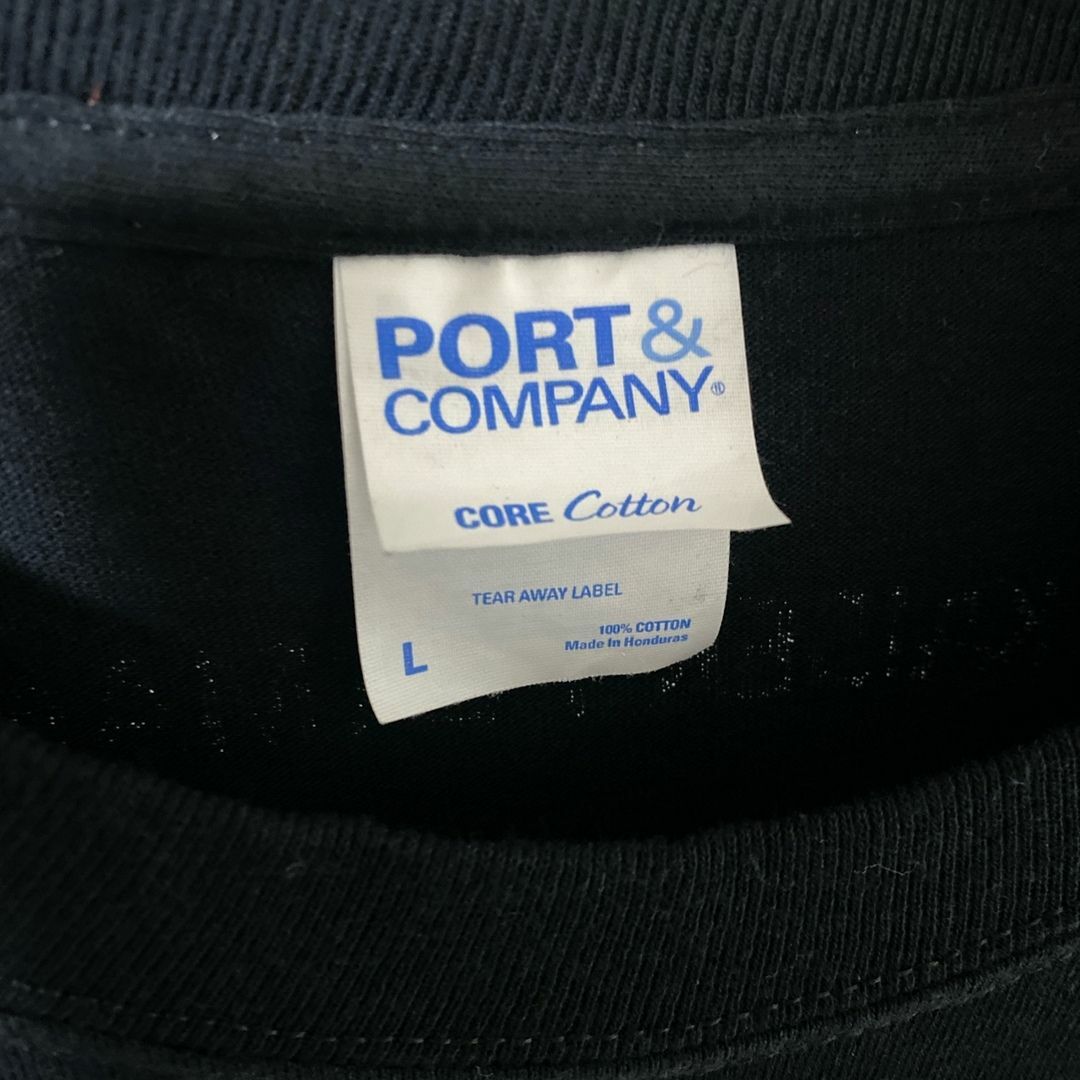 PORT &
COMPANY®
CORE Cotton
TEAR AWAY LABEL
100% COTTON
Made In Honduras
L